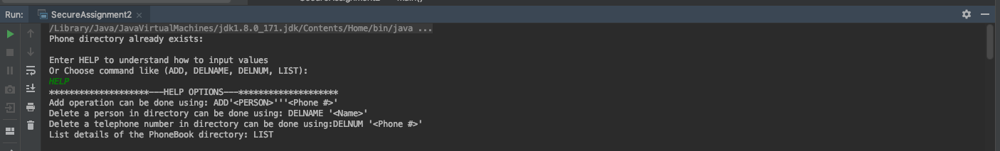 Run: SecureAssignment2 ×
/Library/Java/JavaVirtualMachines/jdk1.8.0_171.jdk/Contents/Home/bin/java ...
Phone directory already exists:
Enter HELP to understand how to input values
Or Choose command like (ADD, DELNAME, DELNUM, LIST):
HELP
********************---HELP OPTIONS---********************
Add operation can be done using: ADD'<PERSON>'''<Phone #>'
Delete a person in directory can be done using: DELNAME '<Name>'
Delete a telephone number in directory can be done using:DELNUM '<Phone #>'
List details of the PhoneBook directory: LIST